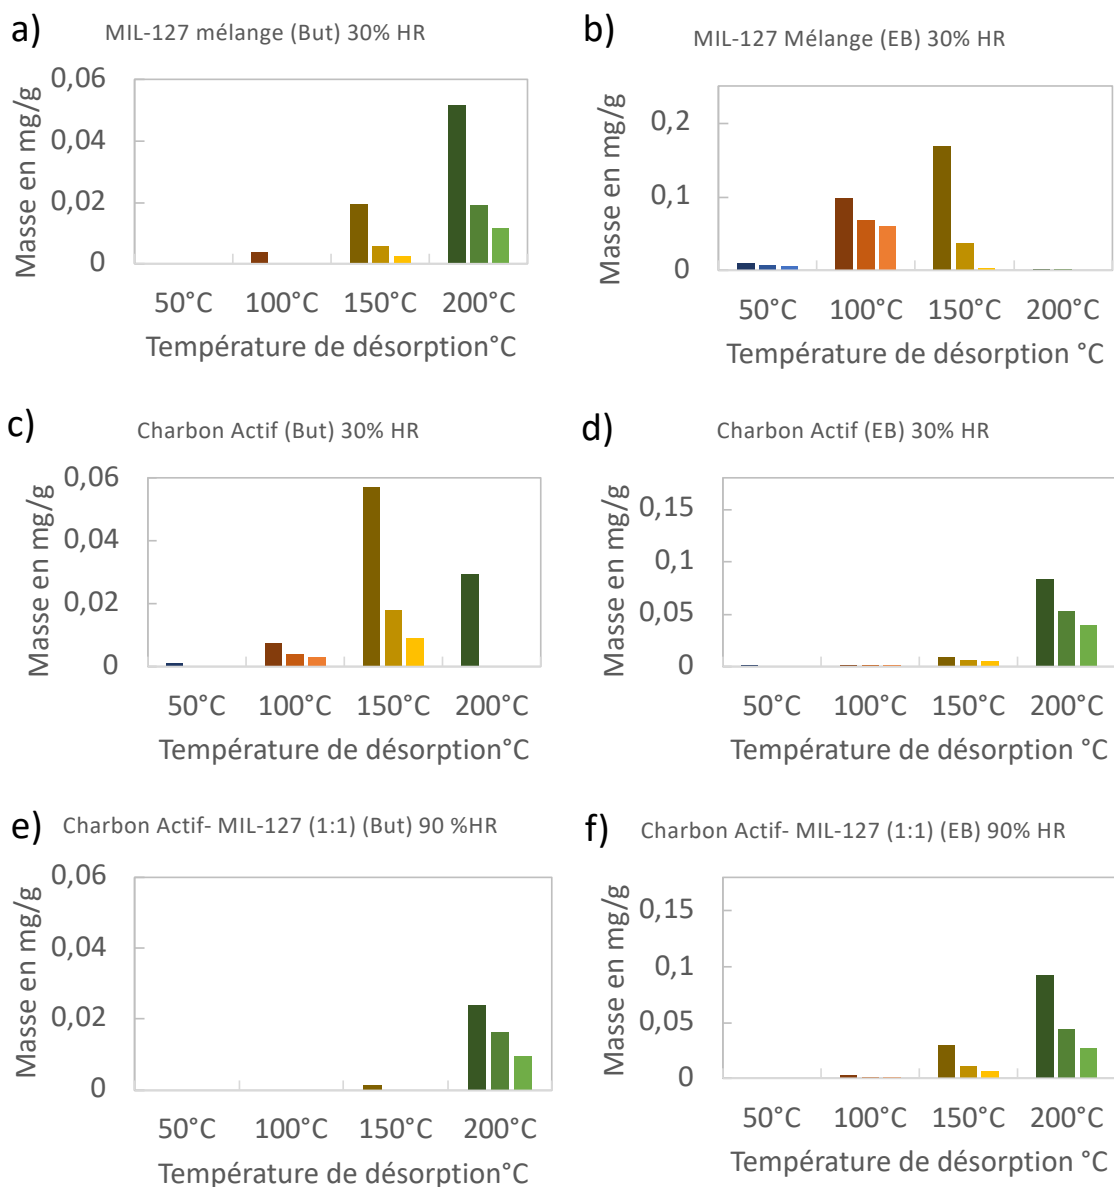 a)
MIL-127 mélange (But) 30% HR
Masse en mg/g
0,06
0,04
0,02
0
50°C 100°C 150°C 200°C
Température de désorption°C
b)
MIL-127 Mélange (EB) 30% HR
Masse en mg/g
0,2
0,1
0
50°C 100°C 150°C 200°C
Température de désorption °C
c)
Charbon Actif (But) 30% HR
Masse en mg/g
0,06
0,04
0,02
0
50°C 100°C 150°C 200°C
Température de désorption°C
d)
Charbon Actif (EB) 30% HR
Masse en mg/g
0,15
0,1
0,05
0
50°C 100°C 150°C 200°C
Température de désorption °C
e)
Charbon Actif- MIL-127 (1:1) (But) 90 %HR
Masse en mg/g
0,06
0,04
0,02
0
50°C 100°C 150°C 200°C
Température de désorption°C
f)
Charbon Actif- MIL-127 (1:1) (EB) 90% HR
Masse en mg/g
0,15
0,1
0,05
0
50°C 100°C 150°C 200°C
Température de désorption °C